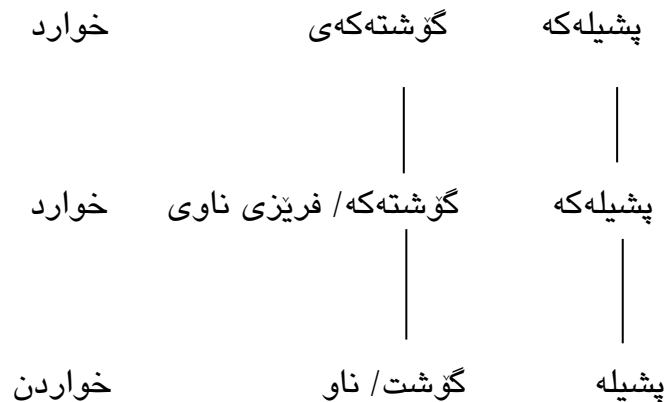 پشیلەکە گۆشتەکەی خوارد
پشیلەکە گۆشتەکە/ فرێزی ناوی خوارد
پشیلە گۆشت/ ناو خواردن